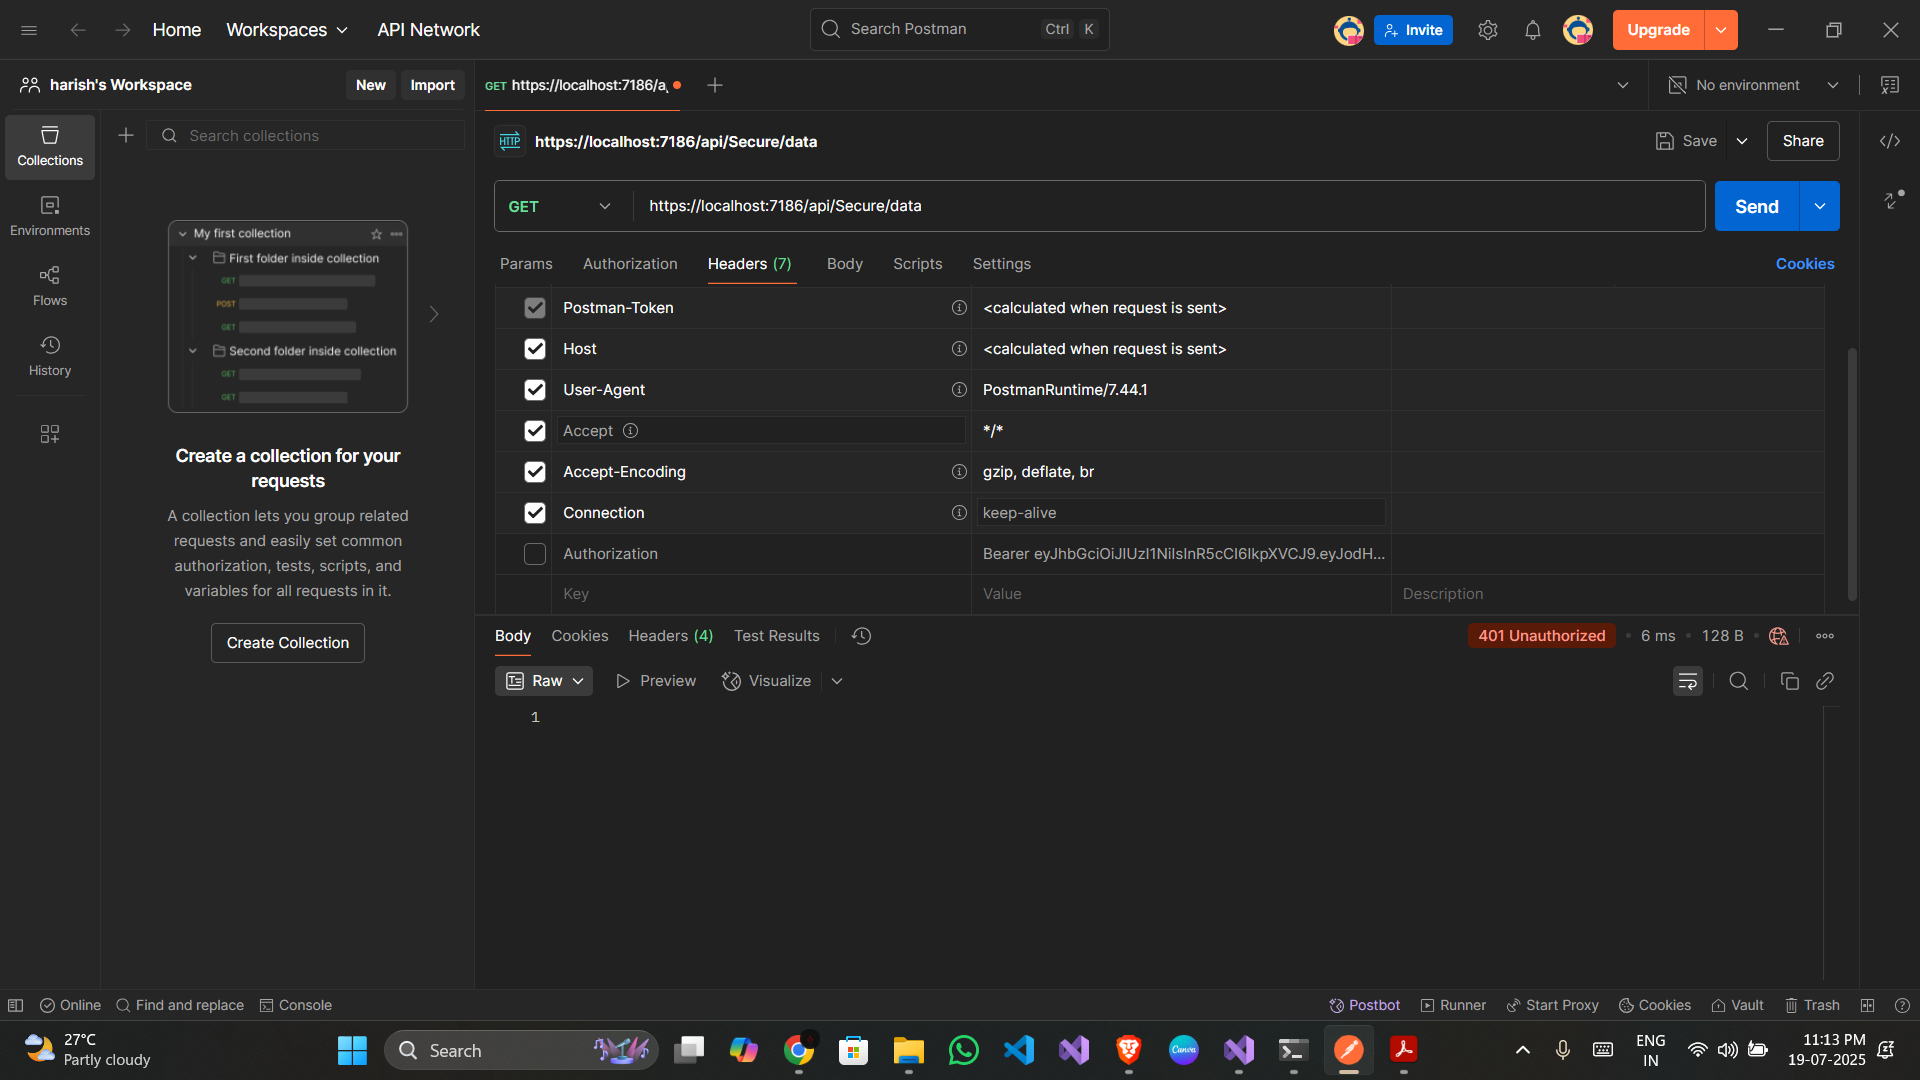 Home
Workspaces
API Network
Search Postman
Ctrl
K
Invite
Upgrade
harish's Workspace
New
Import
GET https://localhost:7186/a
No environment
Collections
Search collections
HTTP
https://localhost:7186/api/Secure/data
Save
Share
Environments
Flows
History
My first collection
First folder inside collection
GET
POST
GET
Second folder inside collection
GET
GET
Create a collection for your
requests
A collection lets you group related
requests and easily set common
authorization, tests, scripts, and
variables for all requests in it.
Create Collection
GET
https://localhost:7186/api/Secure/data
Send
Params
Authorization
Headers (7)
Body
Scripts
Settings
Cookies
Postman-Token
<calculated when request is sent>
Host
<calculated when request is sent>
User-Agent
PostmanRuntime/7.44.1
Accept
*/*
Accept-Encoding
gzip, deflate, br
Connection
keep-alive
Authorization
Bearer eyJhbGciOiJIUzI1NiIsInR5cCI6IkpXVCJ9.eyJodH...
Key
Value
Description
Body
Cookies
Headers (4)
Test Results
401 Unauthorized
6 ms
128 B
Raw
Preview
Visualize
1
Online
Find and replace
Console
Postbot
Runner
Start Proxy
Cookies
Vault
Trash
27°C
Partly cloudy
Search
Canva
ENG
IN
11:13 PM
19-07-2025